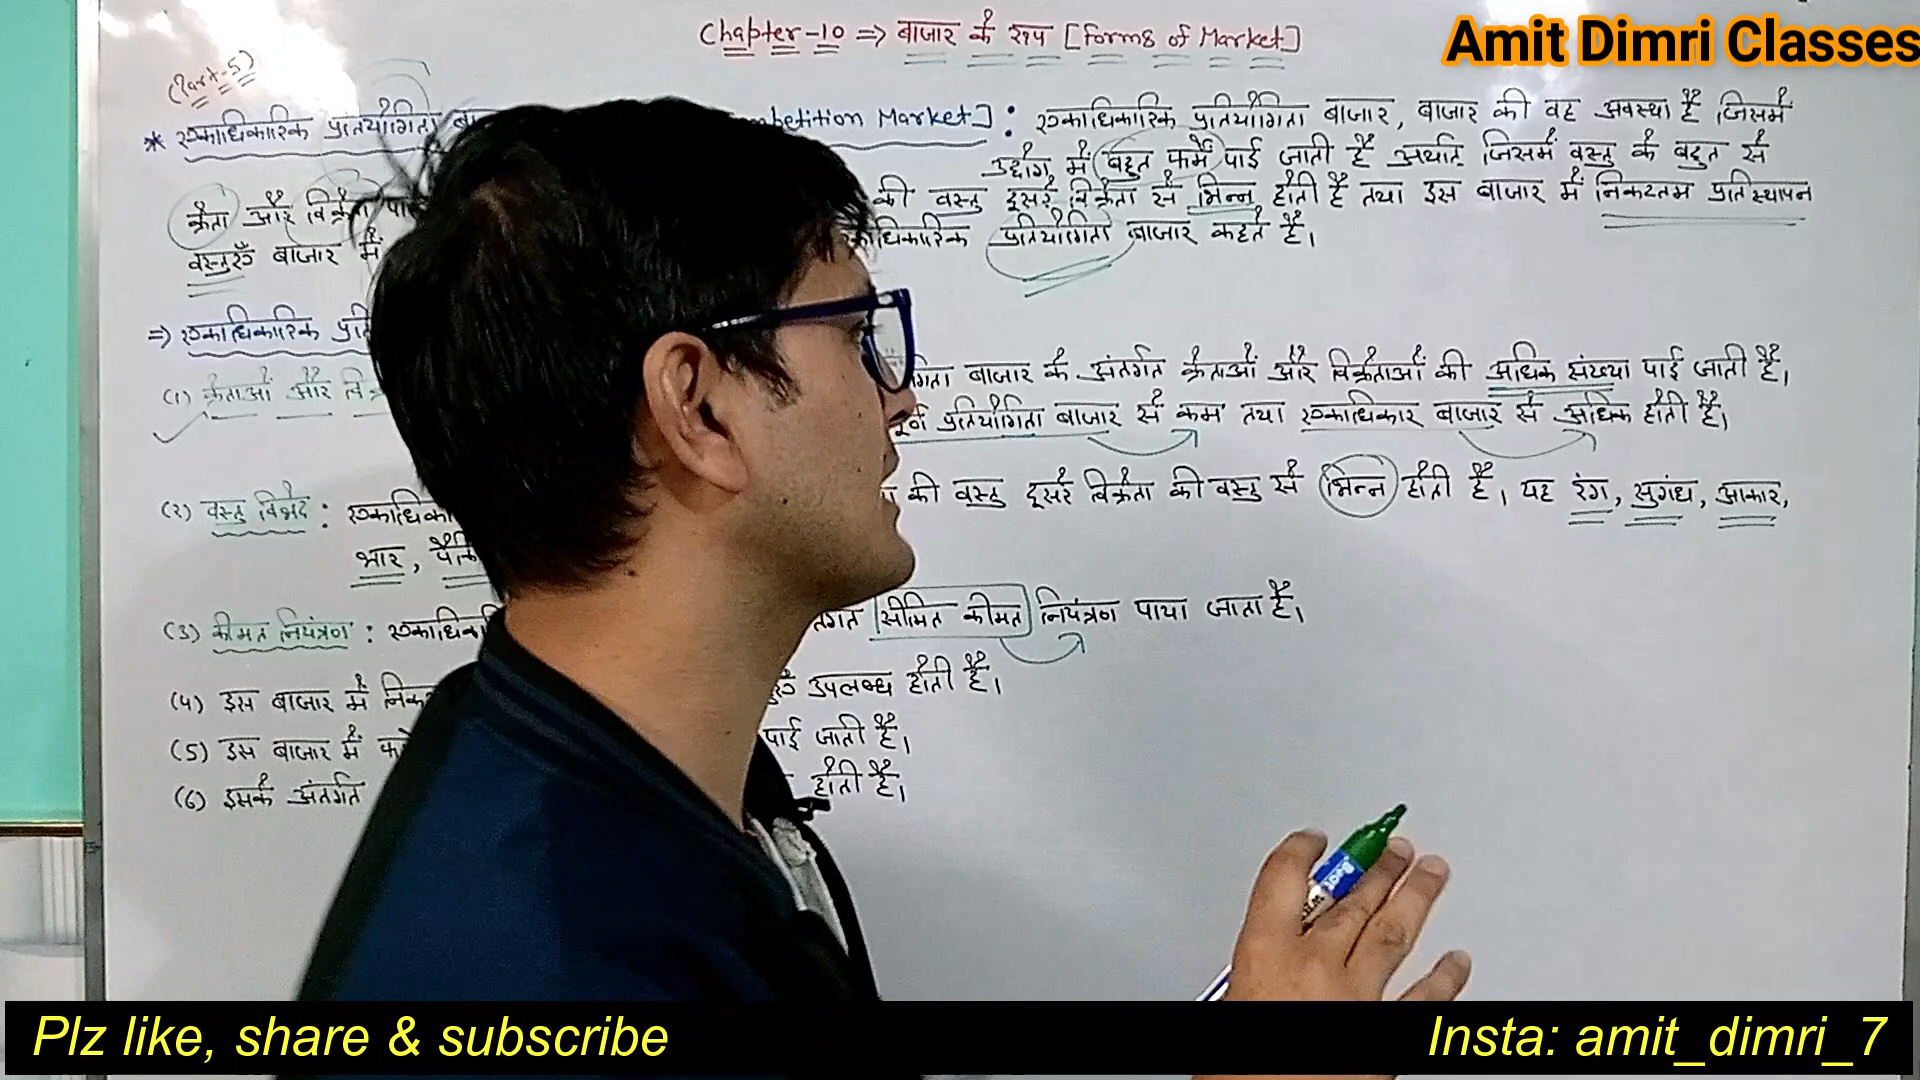 Chapter-10 => बाजार के रूप [Forms of Market]
Amit Dimri Classes
(Part-5)
* एकाधिकारिक प्रतियोगिता बा mpetition Market] : एकाधिकारिक प्रतियोगिता बाजार, बाजार की वह अवस्था है जिसमें
उद्योग में बहुत फर्में पाई जाती हैं अर्थात् जिसमें वस्तु के बहुत से
क्रेता और विक्रेता पा की वस्तु दूसरे विक्रेता से भिन्न होती है तथा इस बाजार में निकटतम प्रतिस्थापन
वस्तुएँ बाजार में काधिकारिक प्रतियोगिता बाजार कहते हैं।
=> एकाधिकारिक प्रति
(1) क्रेताओं और विक्र गिता बाजार के अंतर्गत क्रेताओं और विक्रेताओं की अधिक संख्या पाई जाती है।
पूर्ण प्रतियोगिता बाजार से कम तथा एकाधिकार बाजार से अधिक होती है।
(2) वस्तु विभेद : एकाधिका की वस्तु दूसरे विक्रेता की वस्तु से भिन्न होती है। यह रंग, सुगंध, आकार,
भार, पैकि
(3) कीमत नियंत्रण : एकाधिका तर्गत सीमित कीमत नियंत्रण पाया जाता है।
(4) इस बाजार में निक उपलब्ध होती हैं।
(5) इस बाजार में पाई जाती है।
(6) इसके अंतर्गत होती है।
Plz like, share & subscribe
Insta: amit_dimri_7